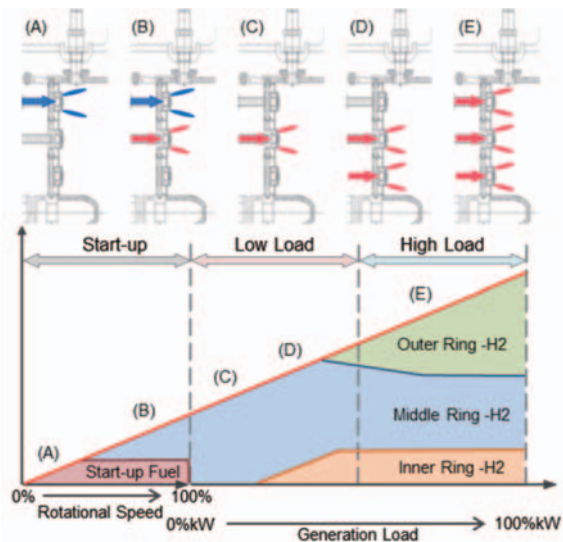 (A) (B) (C) (D) (E)
Start-up Low Load High Load
(E)
Outer Ring -H2
(D)
(C)
(B)
Middle Ring -H2
(A)
Start-up Fuel
Inner Ring -H2
0% 100%
Rotational Speed
0%kW 100%kW
Generation Load